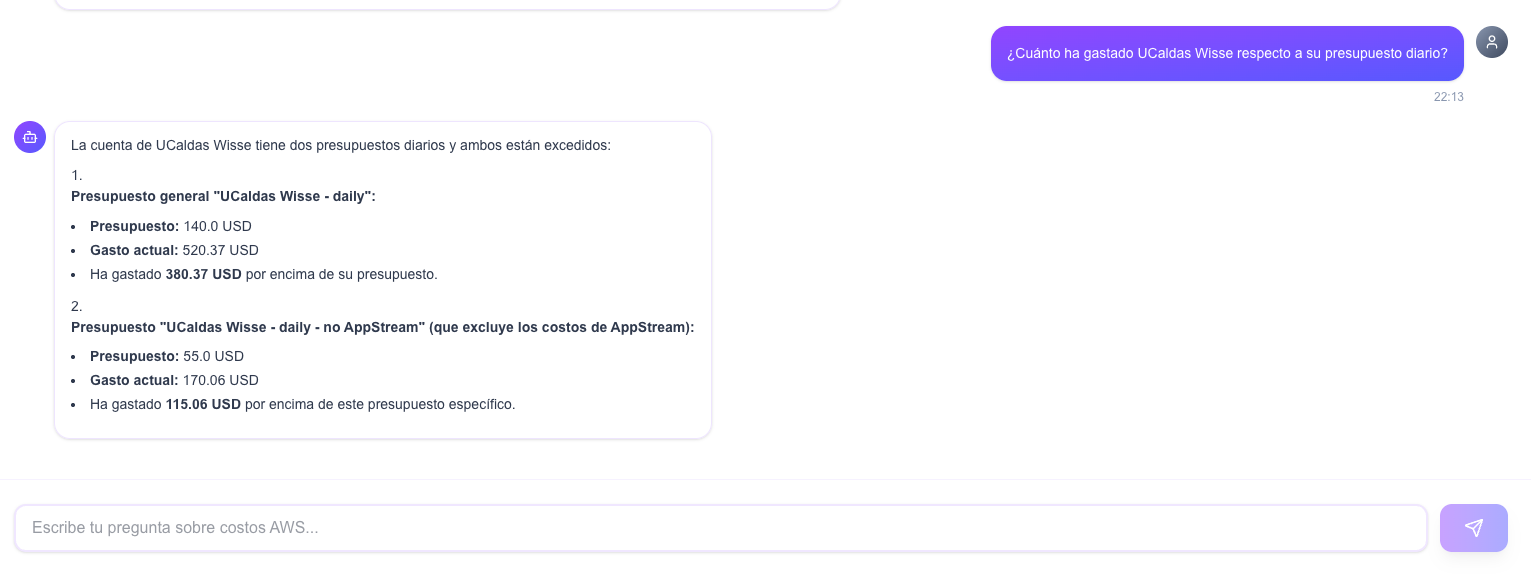 ¿Cuánto ha gastado UCaldas Wisse respecto a su presupuesto diario?
22:13
La cuenta de UCaldas Wisse tiene dos presupuestos diarios y ambos están excedidos:
1.
Presupuesto general "UCaldas Wisse - daily":
• Presupuesto: 140.0 USD
• Gasto actual: 520.37 USD
• Ha gastado 380.37 USD por encima de su presupuesto.
2.
Presupuesto "UCaldas Wisse - daily - no AppStream" (que excluye los costos de AppStream):
• Presupuesto: 55.0 USD
• Gasto actual: 170.06 USD
• Ha gastado 115.06 USD por encima de este presupuesto específico.
Escribe tu pregunta sobre costos AWS...